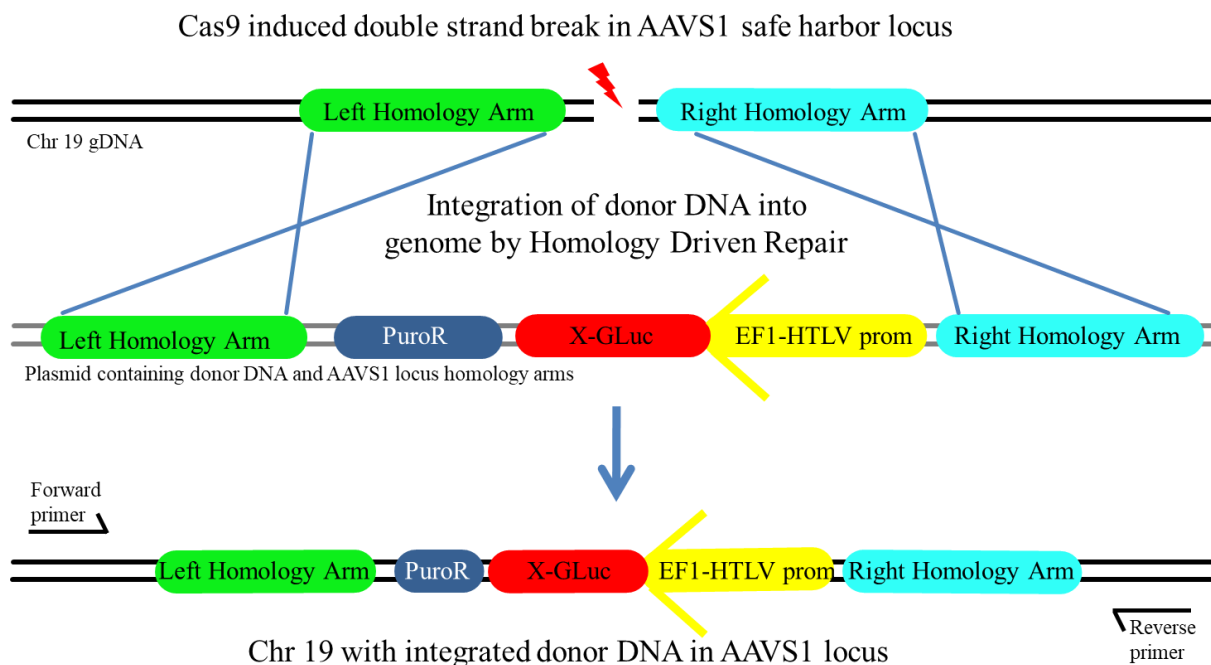 Cas9 induced double strand break in AAVS1 safe harbor locus
Left Homology Arm
Right Homology Arm
Chr 19 gDNA
Integration of donor DNA into
genome by Homology Driven Repair
Left Homology Arm
PuroR
X-GLuc
EF1-HTLV prom
Right Homology Arm
Plasmid containing donor DNA and AAVS1 locus homology arms
Forward
primer
Left Homology Arm
PuroR
X-GLuc
EF1-HTLV prom
Right Homology Arm
Reverse
primer
Chr 19 with integrated donor DNA in AAVS1 locus